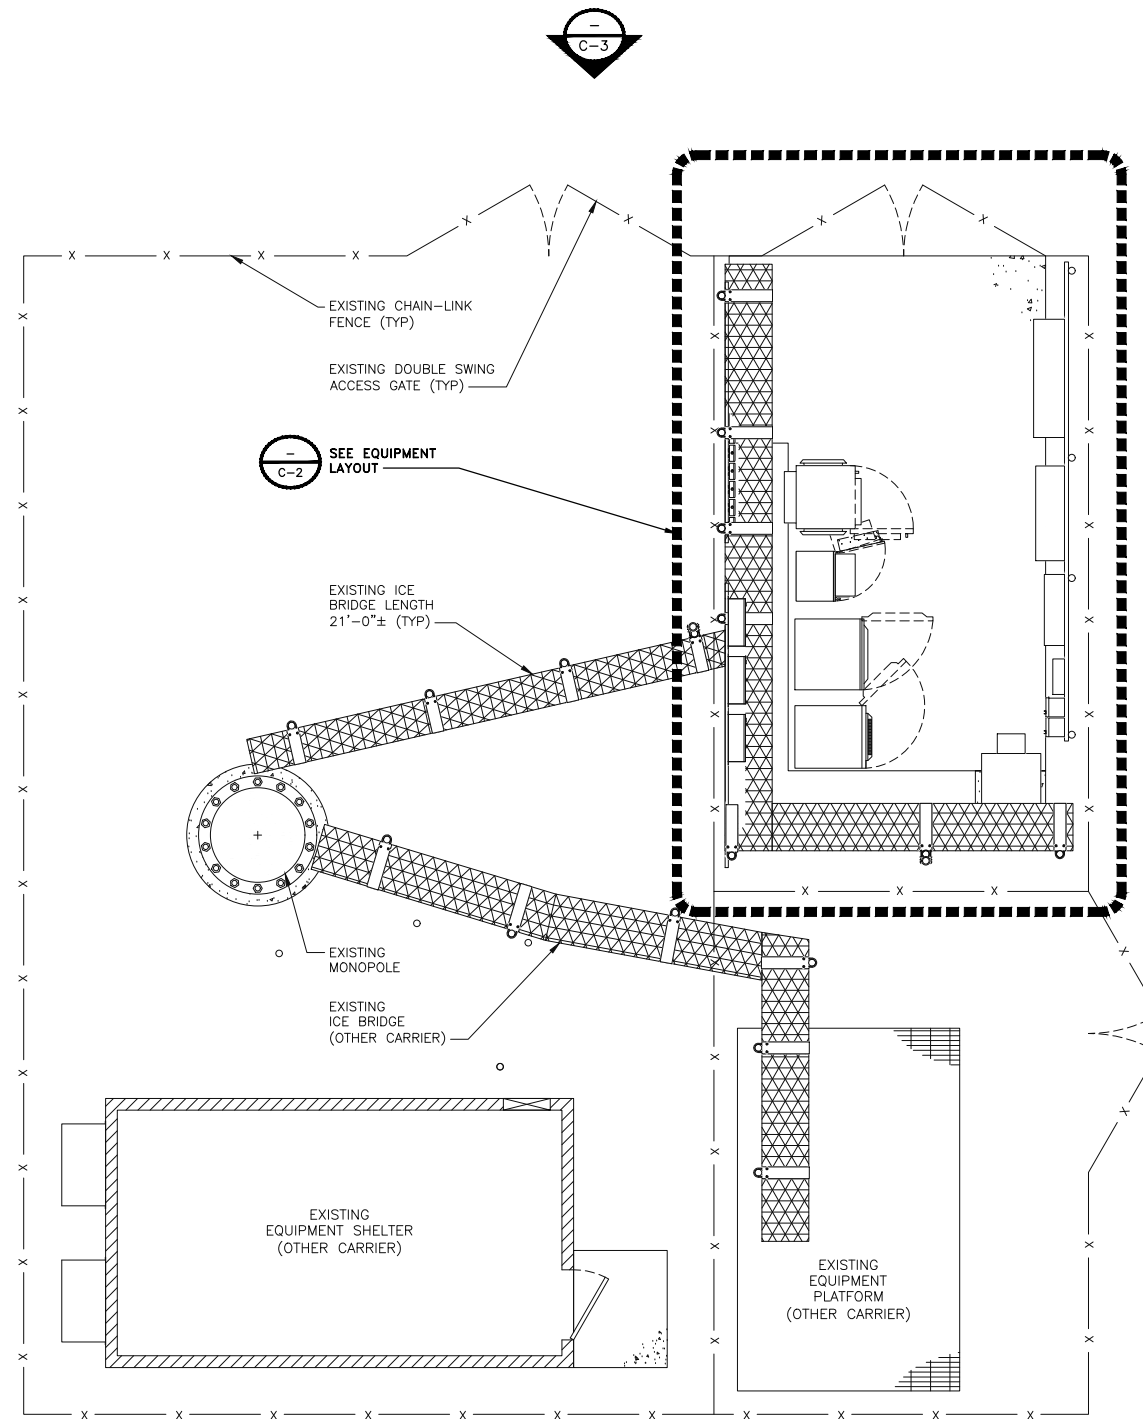 –
C–3
EXISTING CHAIN–LINK
FENCE (TYP)
EXISTING DOUBLE SWING
ACCESS GATE (TYP)
–
C–2
SEE EQUIPMENT
LAYOUT
EXISTING ICE
BRIDGE LENGTH
21'–0"± (TYP)
EXISTING
MONOPOLE
EXISTING
ICE BRIDGE
(OTHER CARRIER)
EXISTING
EQUIPMENT SHELTER
(OTHER CARRIER)
EXISTING
EQUIPMENT
PLATFORM
(OTHER CARRIER)